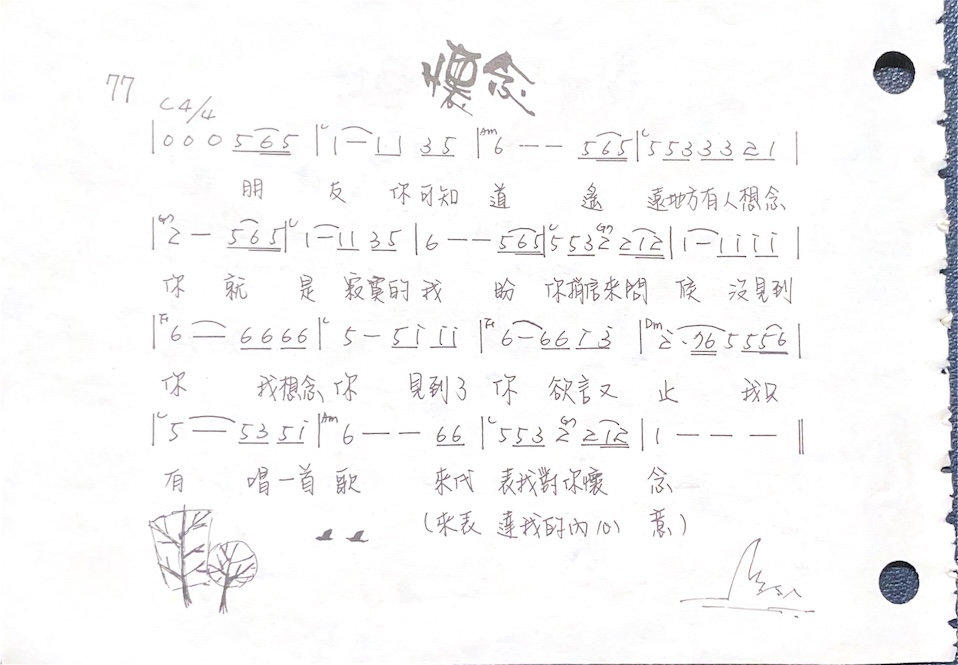 懷念
77
C 4/4
|0 0 0 5 6 5 |C 1 — 1 1 3 5 |Am 6 — — 5 6 5|C 5 5 3 3 3 2 1 |
朋 友 你可知 道 遙 遠地方有人想念
|G7 2 — 5 6 5|C 1 — 1 1 3 5 |6 — — 5 6 5|C 5 5 3 G7 2 2 1 2 |1 — 1 1 1 1 |
你 就 是 寂寞的我 盼 你捎信來問 候 沒見到
6 — 6 6 6 6 |C 5 — 5 1 1 1 | 6 — 6 6 1 3 |Dm 2 · 6 5 5 5 6|
你 我想念你 見到了 你 欲言又 止 我只
|C 5 — 5 3 5 1|Am 6 — — 6 6 |C 5 5 3 G7 2 2 1 2 |1 — — — ||
有 唱一首歌 來代 表我對你懷 念
(來表 達我的內心 意)